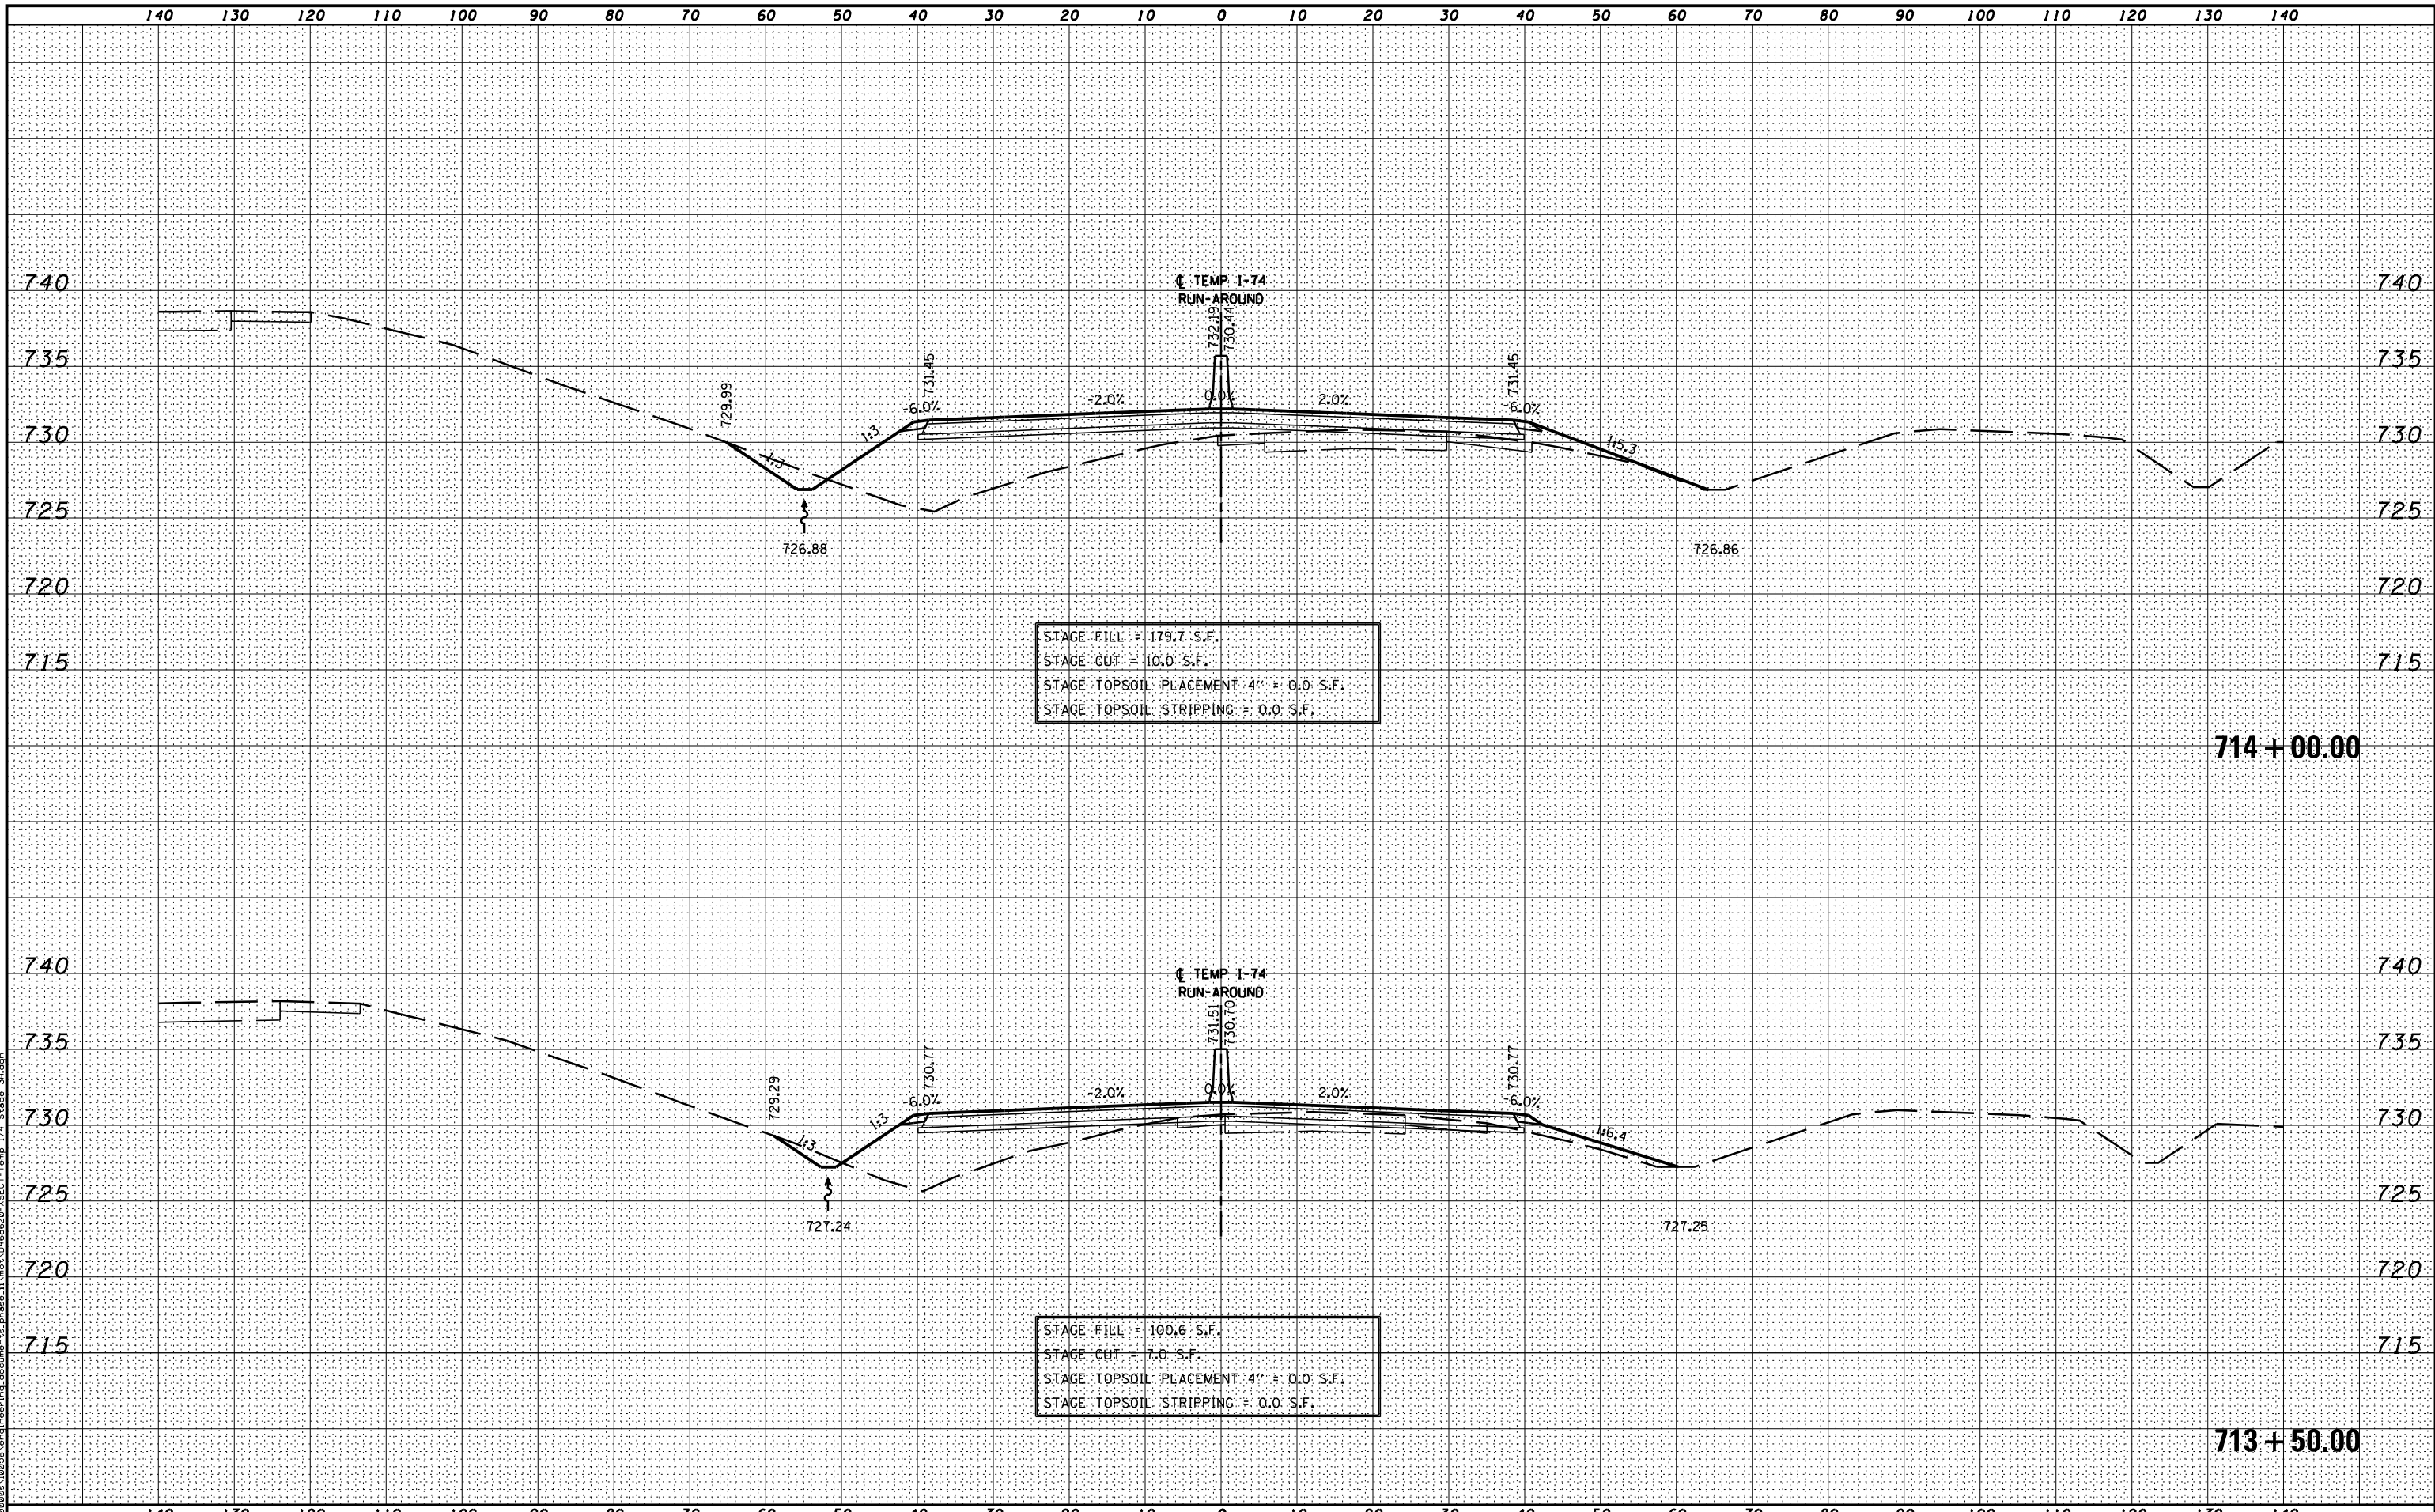 140 130 120 110 100 90 80 70 60 50 40 30 20 10 0 10 20 30 40 50 60 70 80 90 100 110 120 130 140
740 740
℄ TEMP I-74
RUN-AROUND
732.19 730.44
735 735
729.99 731.45 731.45
-6.0% -2.0% 0.0% 2.0% -6.0%
730 1:3 1:3 1:5.3 730
725 725
726.88 726.86
720 720
STAGE FILL = 179.7 S.F.
715 STAGE CUT = 10.0 S.F. 715
STAGE TOPSOIL PLACEMENT 4'' = 0.0 S.F.
STAGE TOPSOIL STRIPPING = 0.0 S.F.
714+00.00
740 740
℄ TEMP I-74
RUN-AROUND
731.51 730.70
735 735
729.29 730.77 730.77
-6.0% -2.0% 0.0% 2.0% -6.0%
730 1:3 1:3 1:6.4 730
725 725
727.24 727.25
720 720
STAGE FILL = 100.6 S.F.
715 STAGE CUT = 7.0 S.F. 715
STAGE TOPSOIL PLACEMENT 4'' = 0.0 S.F.
STAGE TOPSOIL STRIPPING = 0.0 S.F.
713+50.00